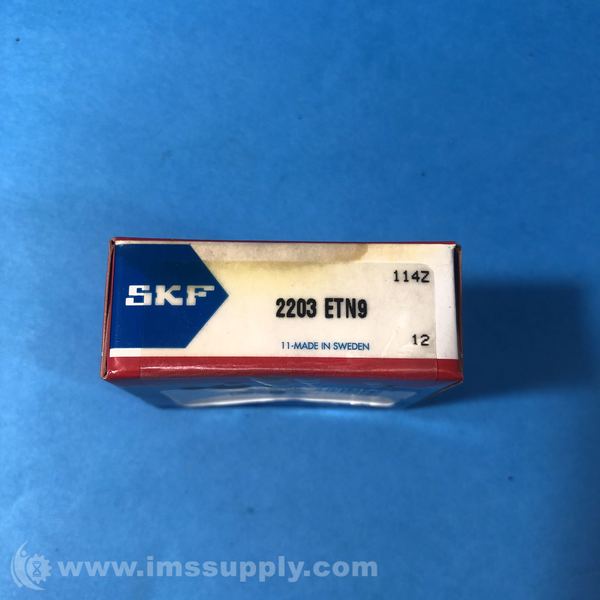 SKF
2203 ETN9
114Z
11-MADE IN SWEDEN
12
www.imssupply.com